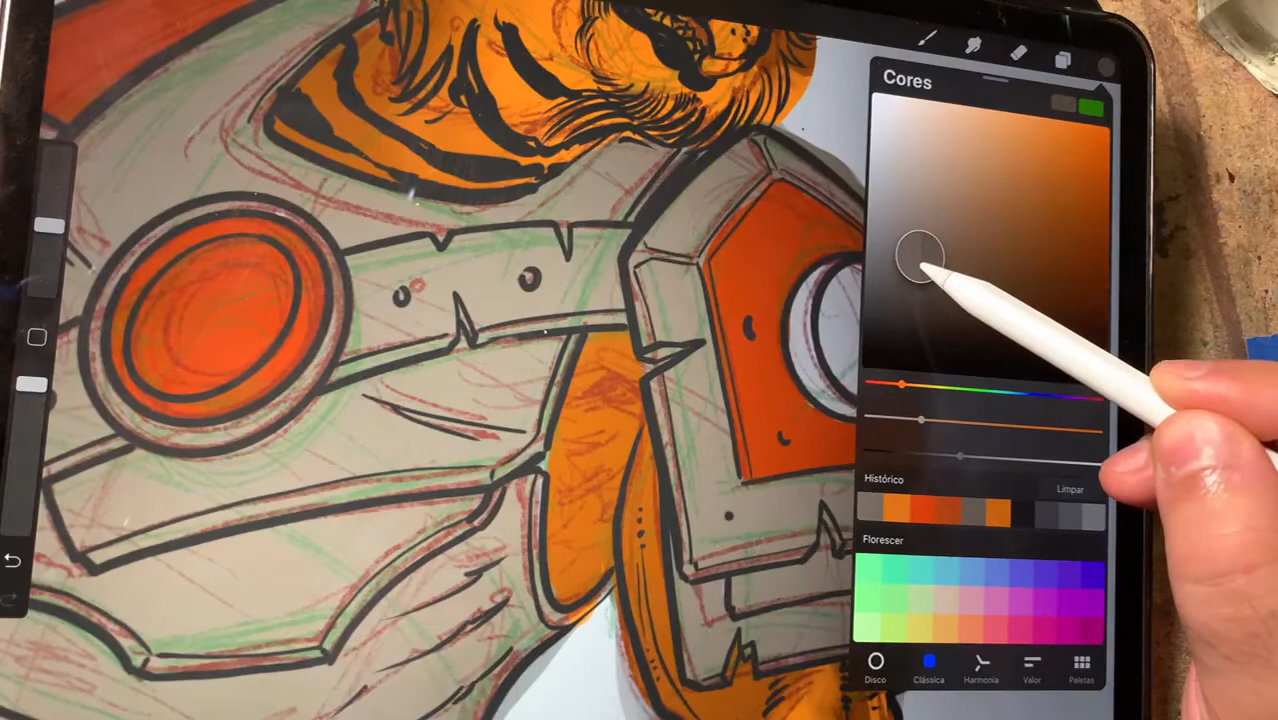 Cores
Histórico
Limpar
Florescer
Disco
Clássica
Harmonia
Valor
Paletas